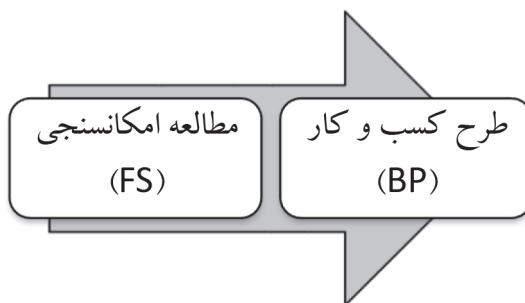 مطالعه امکانسنجی
(FS)
طرح کسب و کار
(BP)